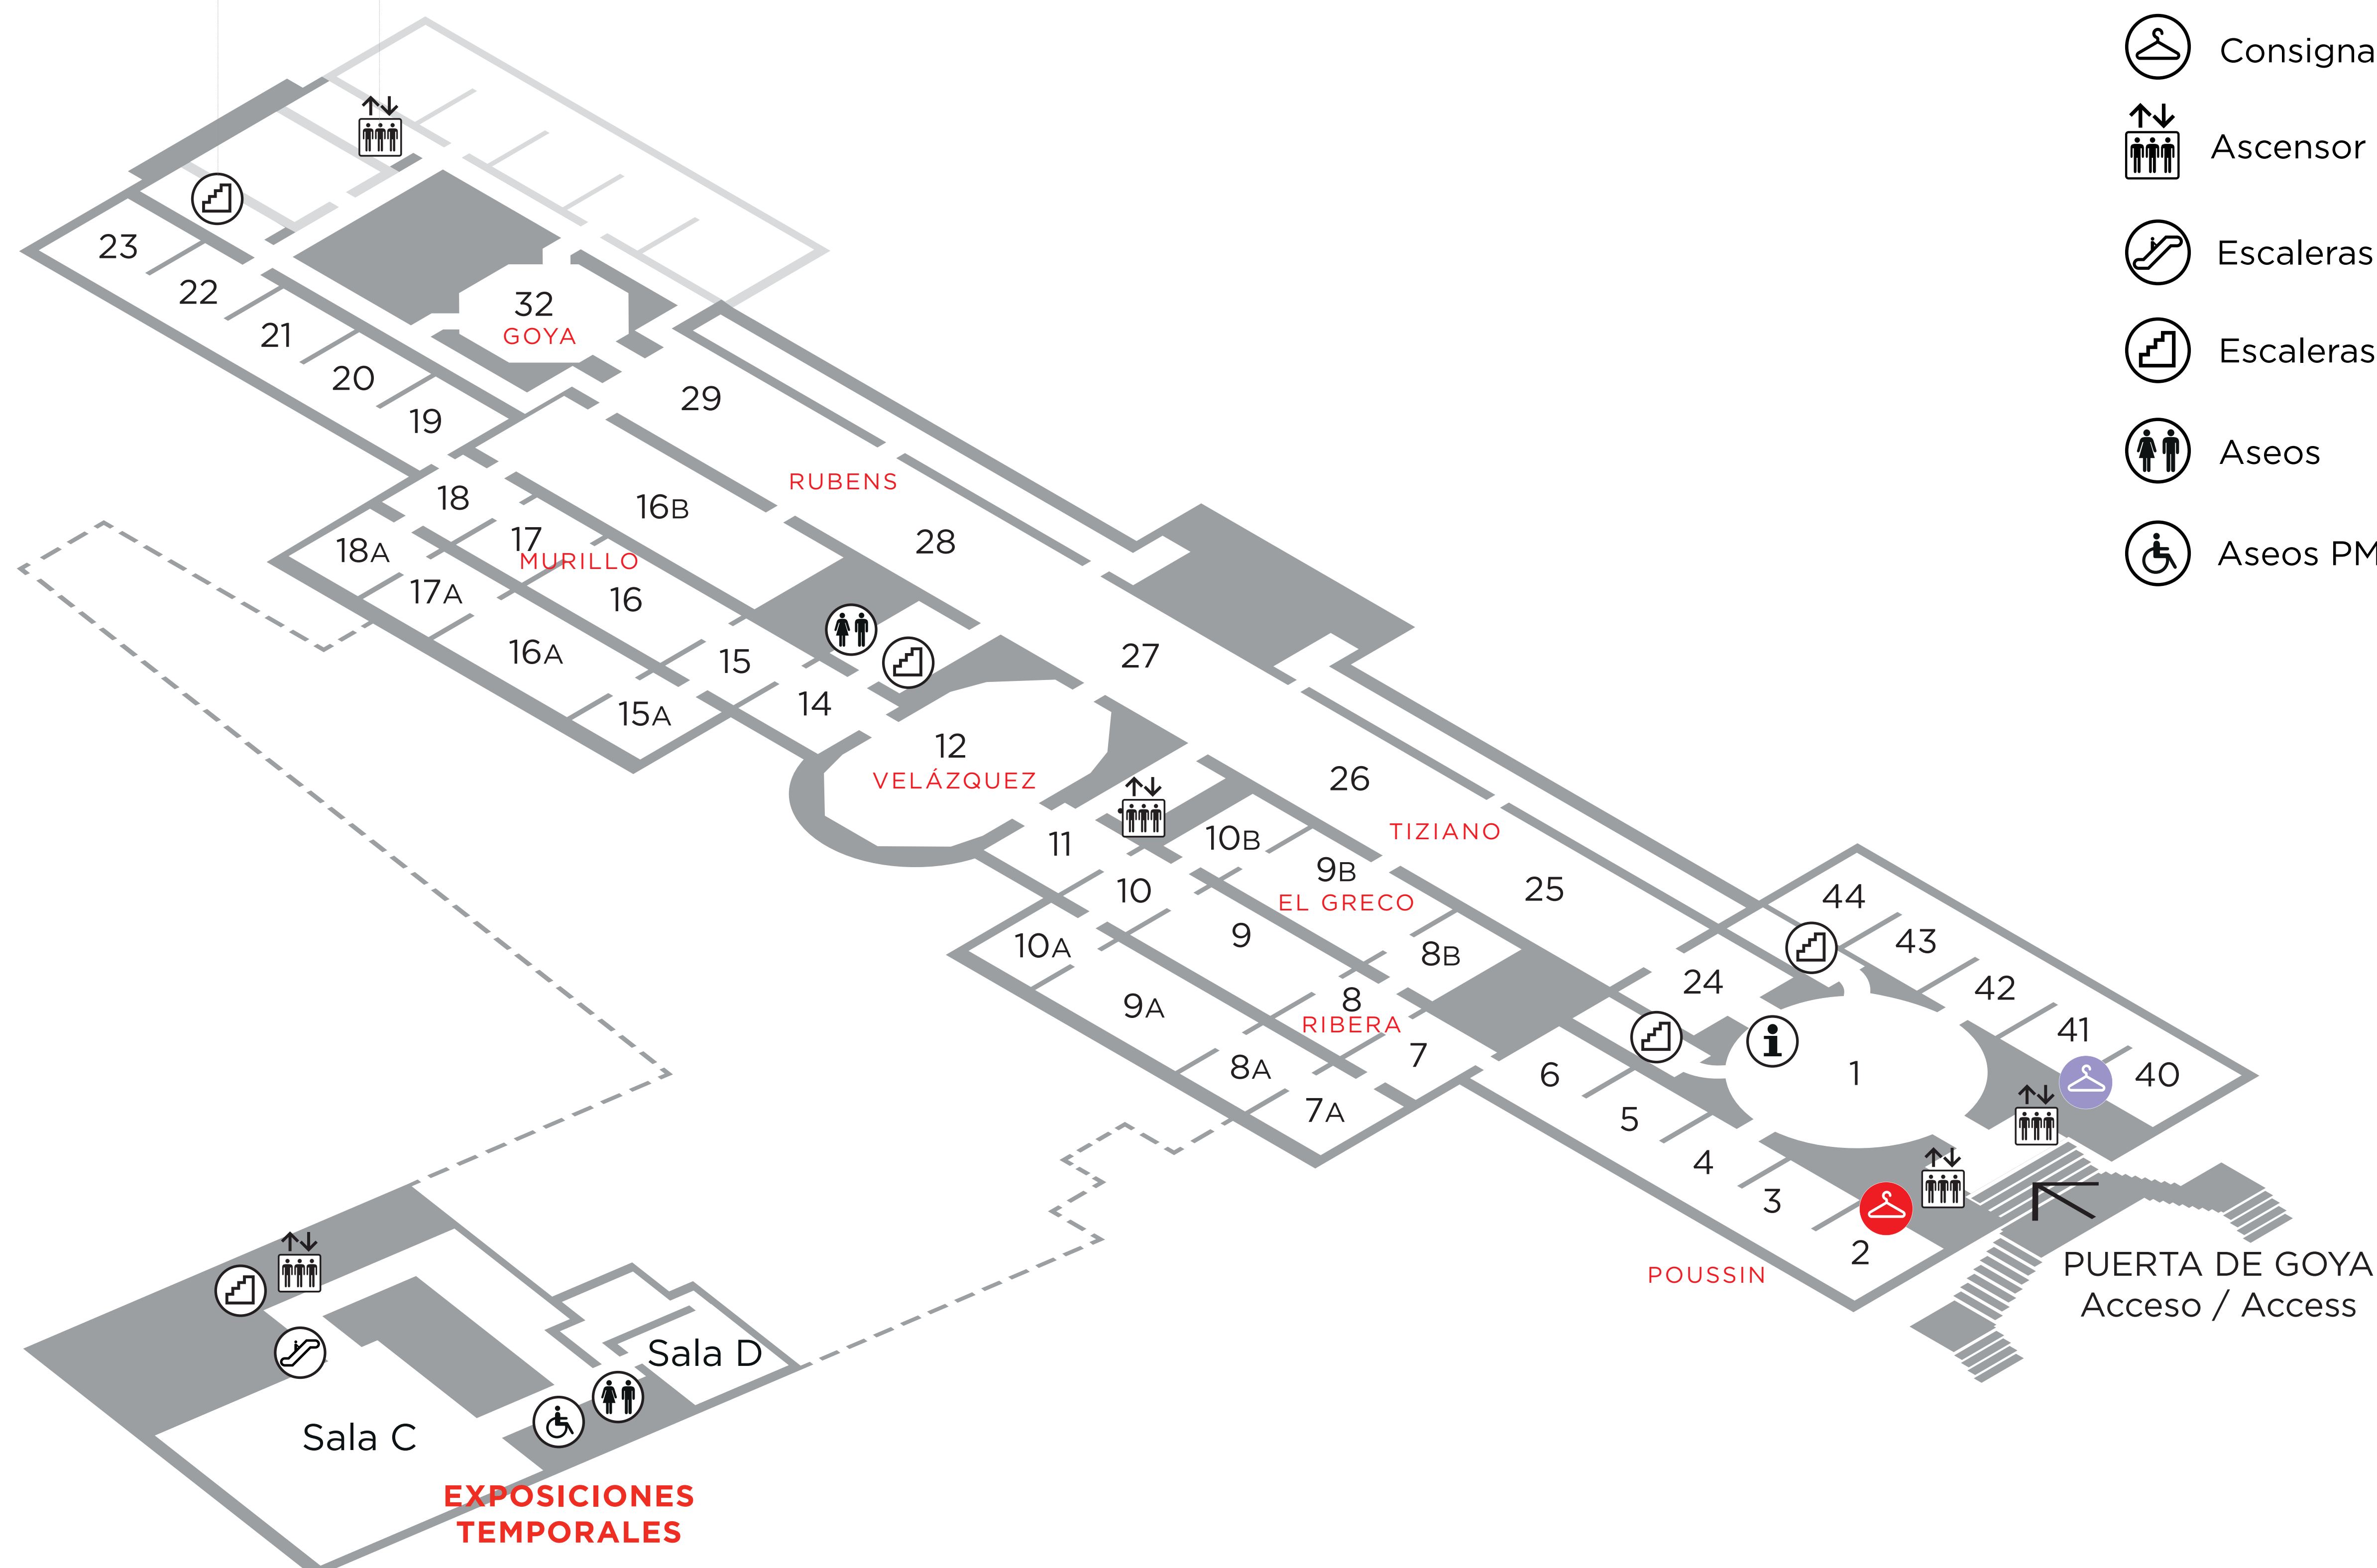 Consigna
Ascensor
Escaleras
Escaleras
Aseos
Aseos PM
23
22
21
20
19
32
GOYA
29
RUBENS
28
18
17
MURILLO
16B
18A
17A
16
16A
15
15A
14
27
12
VELÁZQUEZ
26
TIZIANO
11
10B
9B
EL GRECO
25
10
9
8B
10A
9A
8
RIBERA
7
8A
7A
44
43
42
41
40
24
1
6
5
4
3
2
POUSSIN
PUERTA DE GOYA
Acceso / Access
Sala D
Sala C
EXPOSICIONES
TEMPORALES